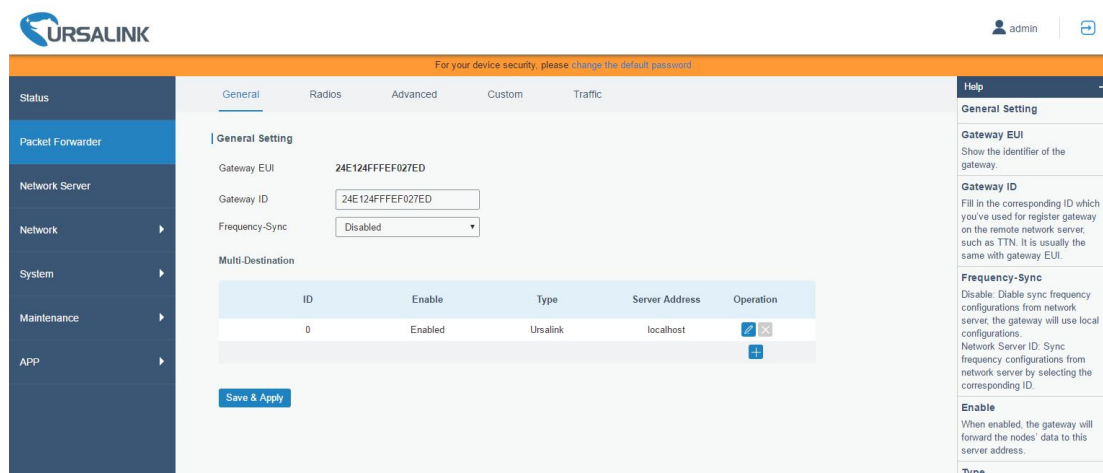 URSALINK
admin
For your device security, please change the default password
Status
Packet Forwarder
Network Server
Network
System
Maintenance
APP
General Radios Advanced Custom Traffic
General Setting
Gateway EUI 24E124FFFEF027ED
Gateway ID 24E124FFFEF027ED
Frequency-Sync Disabled
Multi-Destination
ID Enable Type Server Address Operation
0 Enabled Ursalink localhost
Save & Apply
Help
General Setting
Gateway EUI
Show the identifier of the
gateway.
Gateway ID
Fill in the corresponding ID which
you've used for register gateway
on the remote network server,
such as TTN. It is usually the
same with gateway EUI.
Frequency-Sync
Disable: Diable sync frequency
configurations from network
server, the gateway will use local
configurations.
Network Server ID: Sync
frequency configurations from
network server by selecting the
corresponding ID.
Enable
When enabled, the gateway will
forward the nodes' data to this
server address.
Type